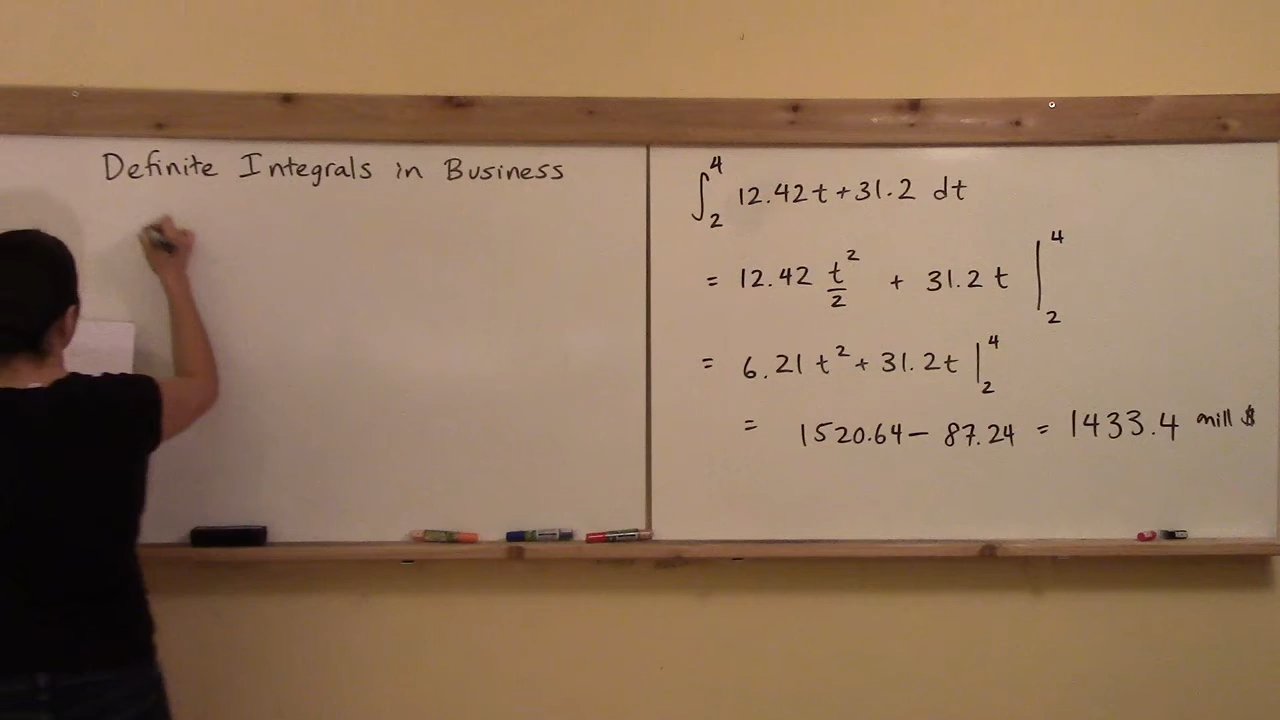 Definite Integrals in Business
∫₂⁴ 12.42t+31.2 dt
= 12.42 t²/2 + 31.2 t |₂⁴
= 6.21 t² + 31.2t |₂⁴
= 1520.64 – 87.24 = 1433.4 mill $